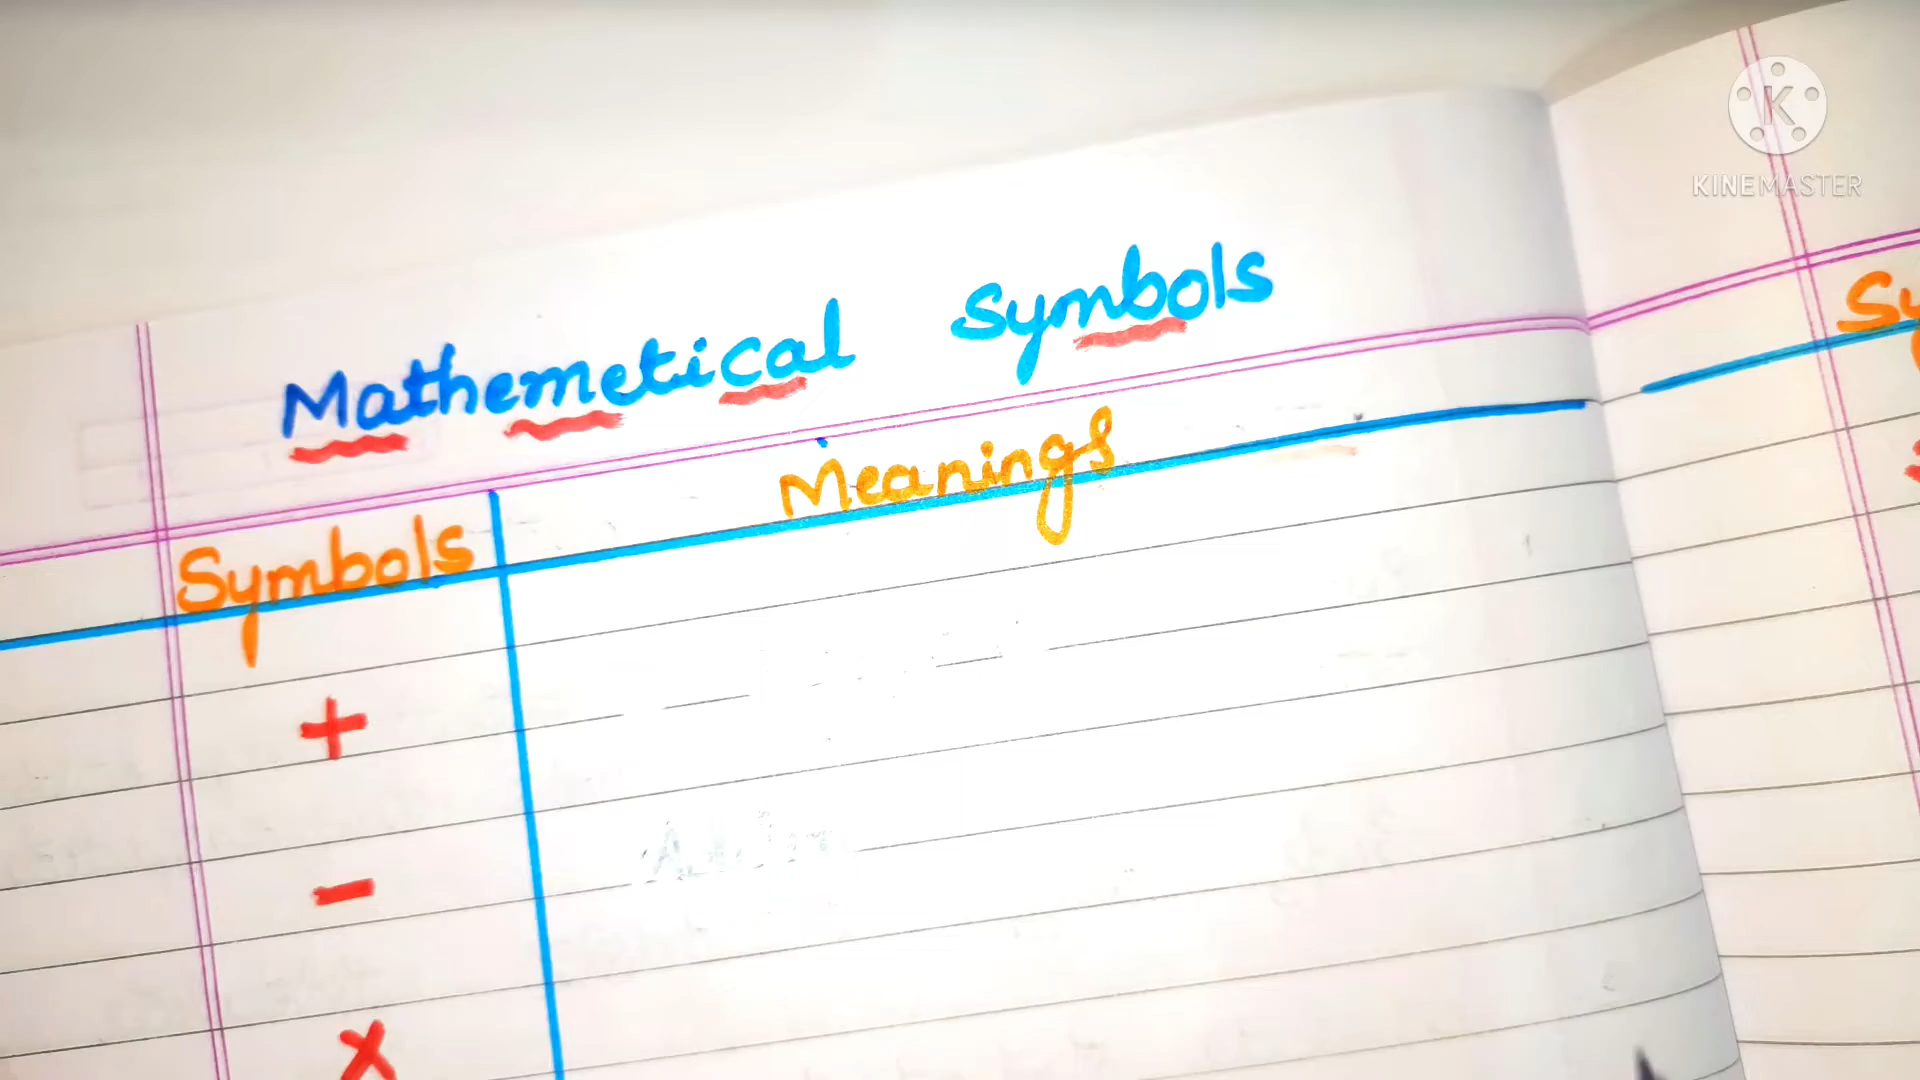 KINEMASTER
Mathemetical Symbols
Symbols Meanings
+
-
×